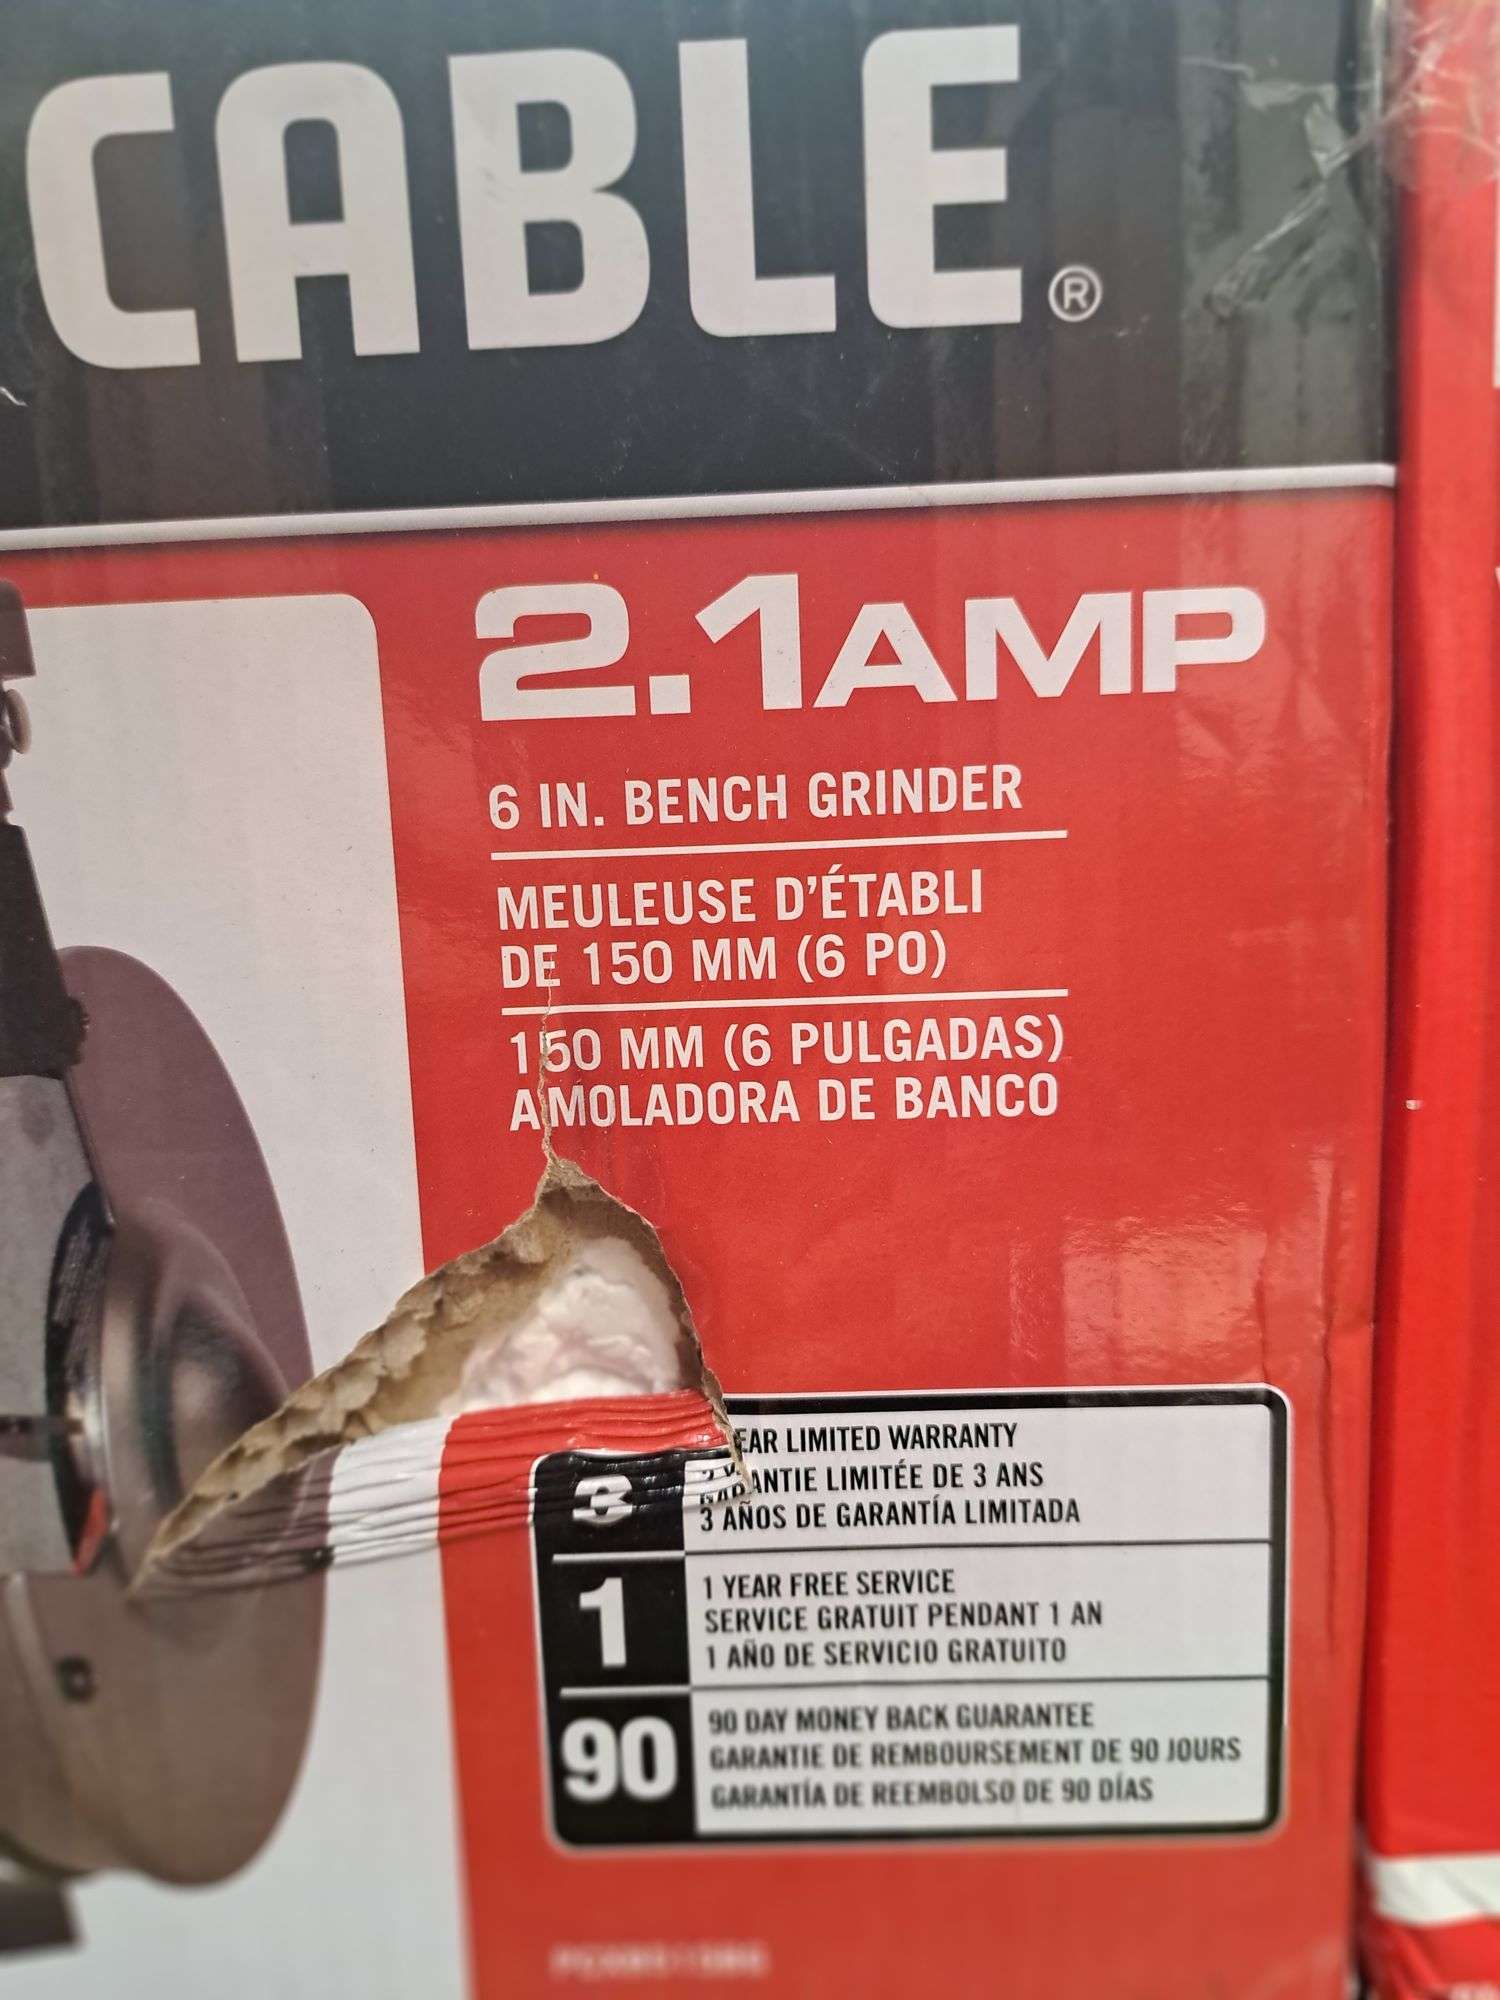 CABLE®
2.1 AMP
6 IN. BENCH GRINDER
MEULEUSE D'ÉTABLI
DE 150 MM (6 PO)
150 MM (6 PULGADAS)
AMOLADORA DE BANCO
3
EAR LIMITED WARRANTY
ANTIE LIMITÉE DE 3 ANS
3 AÑOS DE GARANTÍA LIMITADA
1
1 YEAR FREE SERVICE
SERVICE GRATUIT PENDANT 1 AN
1 AÑO DE SERVICIO GRATUITO
90
90 DAY MONEY BACK GUARANTEE
GARANTIE DE REMBOURSEMENT DE 90 JOURS
GARANTÍA DE REEMBOLSO DE 90 DÍAS